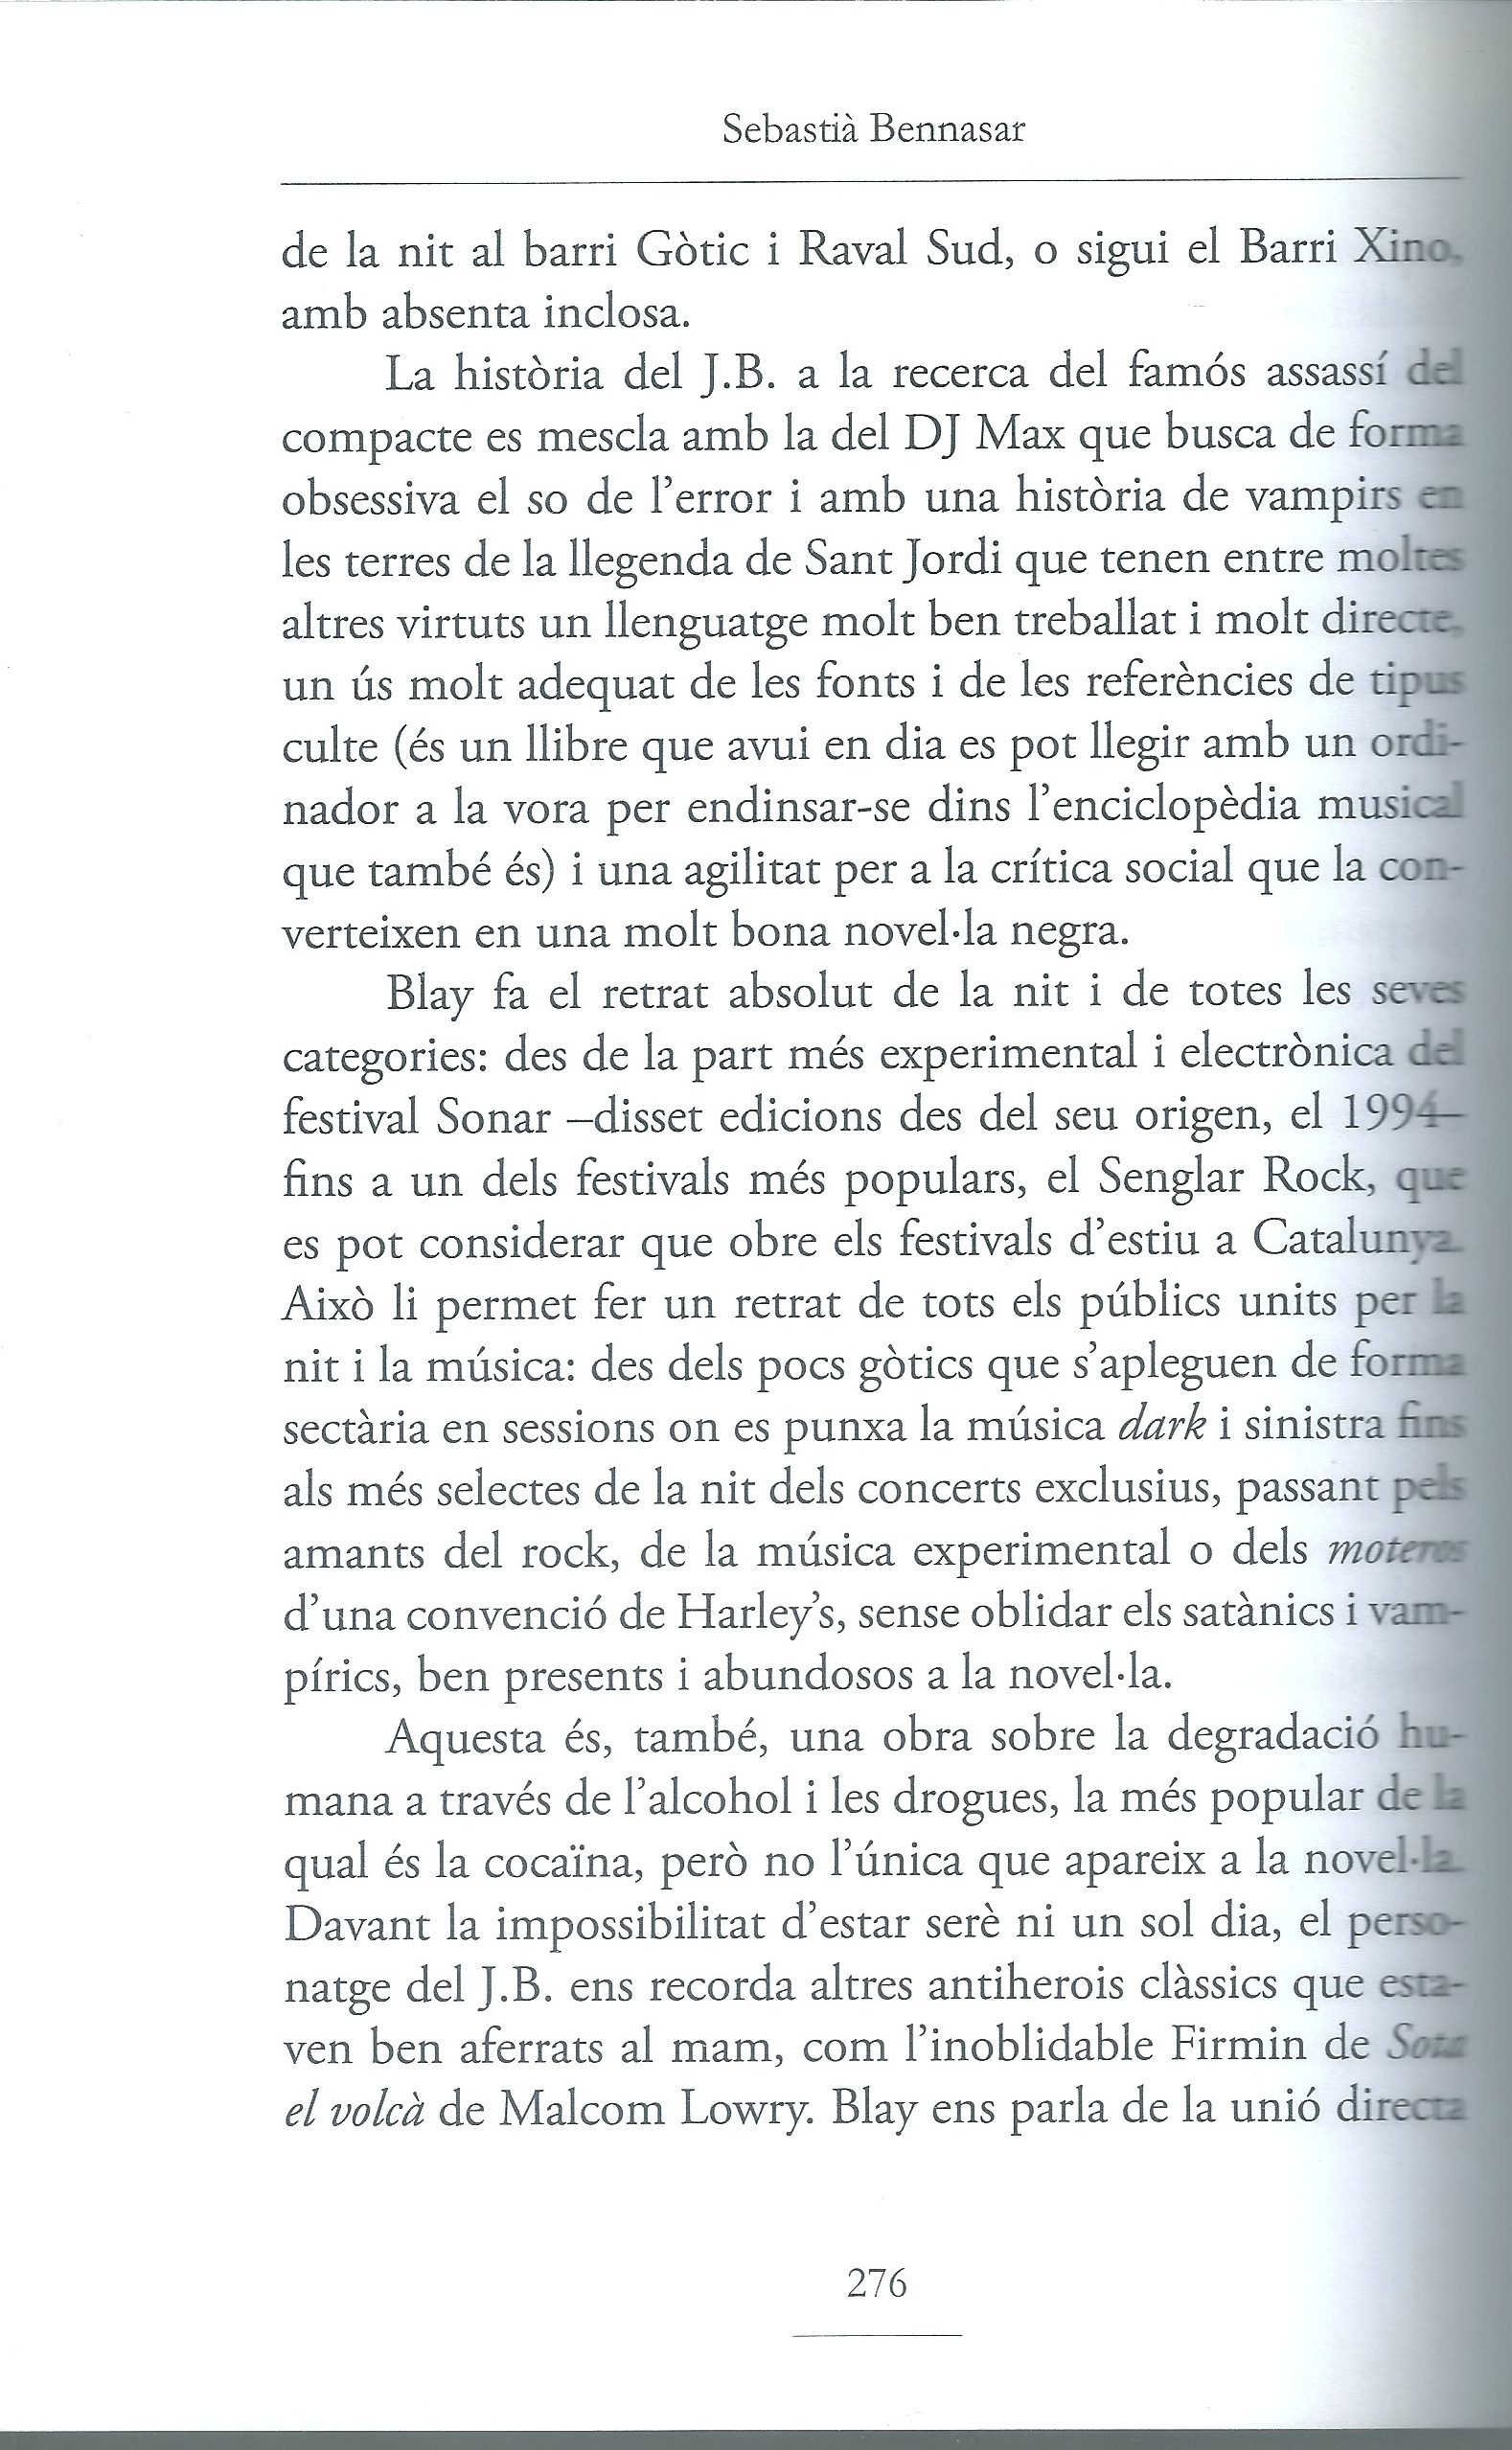 Sebastià Bennasar
de la nit al barri Gòtic i Raval Sud, o sigui el Barri Xino,
amb absenta inclosa.
La història del J.B. a la recerca del famós assassí del
compacte es mescla amb la del DJ Max que busca de forma
obsessiva el so de l’error i amb una història de vampirs en
les terres de la llegenda de Sant Jordi que tenen entre moltes
altres virtuts un llenguatge molt ben treballat i molt directe,
un ús molt adequat de les fonts i de les referències de tipus
culte (és un llibre que avui en dia es pot llegir amb un ordi-
nador a la vora per endinsar-se dins l’enciclopèdia musical
que també és) i una agilitat per a la crítica social que la con-
verteixen en una molt bona novel·la negra.
Blay fa el retrat absolut de la nit i de totes les seves
categories: des de la part més experimental i electrònica del
festival Sonar –disset edicions des del seu origen, el 1994–
fins a un dels festivals més populars, el Senglar Rock, que
es pot considerar que obre els festivals d’estiu a Catalunya.
Això li permet fer un retrat de tots els públics units per la
nit i la música: des dels pocs gòtics que s’apleguen de forma
sectària en sessions on es punxa la música dark i sinistra fins
als més selectes de la nit dels concerts exclusius, passant pels
amants del rock, de la música experimental o dels moteros
d’una convenció de Harley’s, sense oblidar els satànics i vam-
pírics, ben presents i abundosos a la novel·la.
Aquesta és, també, una obra sobre la degradació hu-
mana a través de l’alcohol i les drogues, la més popular de la
qual és la cocaïna, però no l’única que apareix a la novel·la.
Davant la impossibilitat d’estar serè ni un sol dia, el perso-
natge del J.B. ens recorda altres antiherois clàssics que esta-
ven ben aferrats al mam, com l’inoblidable Firmin de Sota
el volcà de Malcom Lowry. Blay ens parla de la unió directa
276